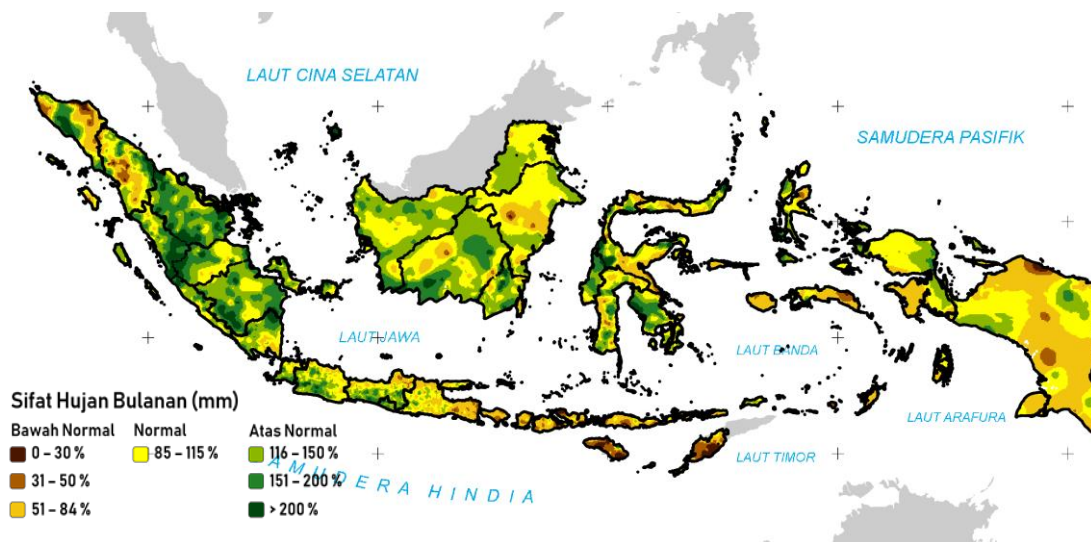 LAUT CINA SELATAN
SAMUDERA PASIFIK
LAUT JAWA
LAUT BANDA
LAUT ARAFURA
LAUT TIMOR
AMUDERA HINDIA
Sifat Hujan Bulanan (mm)
Bawah Normal Normal Atas Normal
0 – 30 % 85 – 115 % 116 – 150 %
31 – 50 % 151 – 200 %
51 – 84 % > 200 %